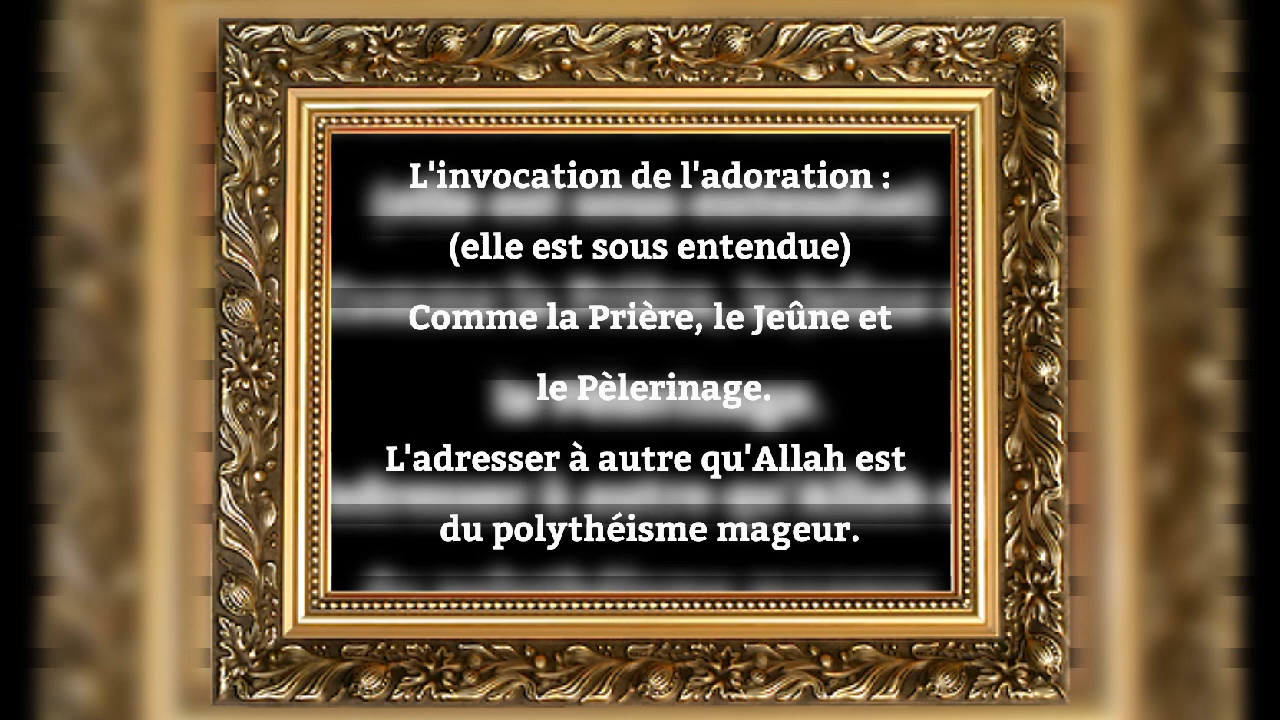 L'invocation de l'adoration :
(elle est sous entendue)
Comme la Prière, le Jeûne et
le Pèlerinage.
L'adresser à autre qu'Allah est
du polythéisme mageur.